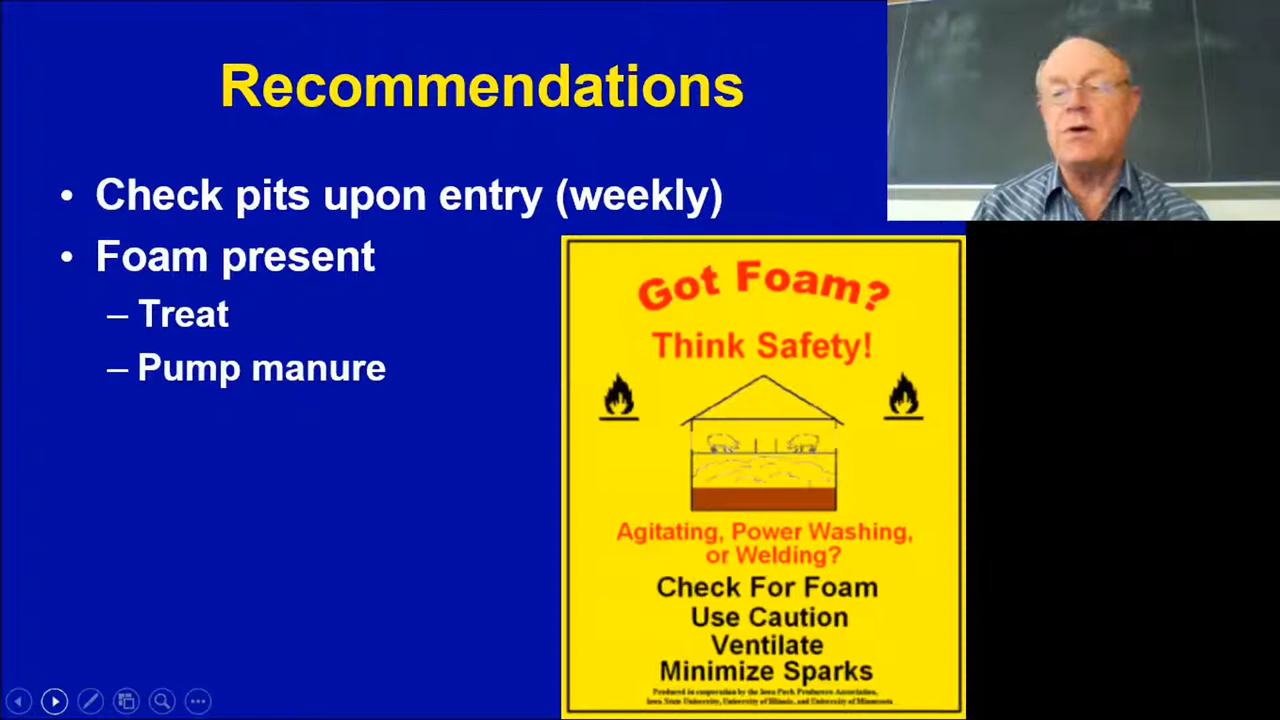 Recommendations
• Check pits upon entry (weekly)
• Foam present
– Treat
– Pump manure
Got Foam?
Think Safety!
Agitating, Power Washing,
or Welding?
Check For Foam
Use Caution
Ventilate
Minimize Sparks
Produced in cooperation by the Iowa Pork Producers Association,
Iowa State University, University of Illinois, and University of Minnesota